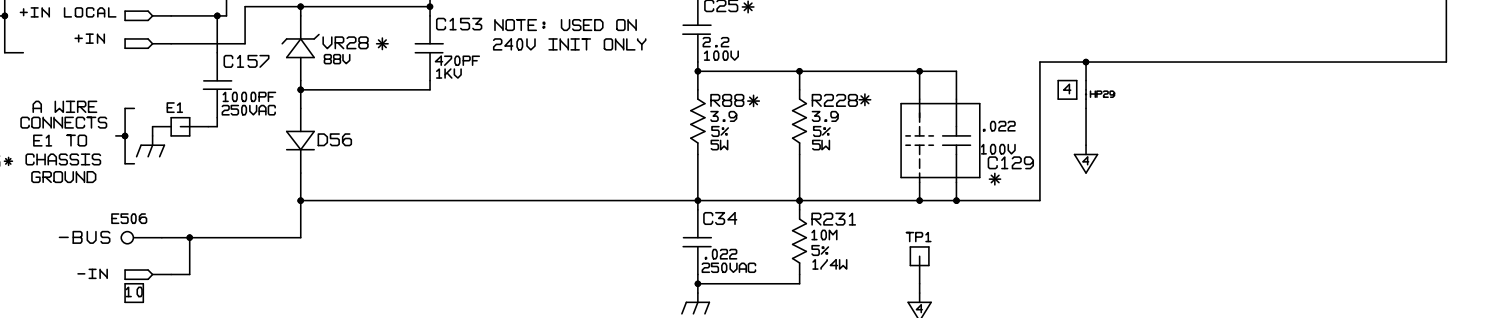 +IN LOCAL
+IN
C157
1000PF
250VAC
A WIRE
CONNECTS
E1 TO
CHASSIS
GROUND
*
E1
VR28 *
88V
C153
470PF
1KV
NOTE: USED ON
240V INIT ONLY
D56
E506
-BUS
-IN
10
C25*
2.2
100V
R88*
3.9
5%
5W
R228*
3.9
5%
5W
.022
100V
C129
*
C34
.022
250VAC
R231
10M
5%
1/4W
TP1
4
4
HP29
4